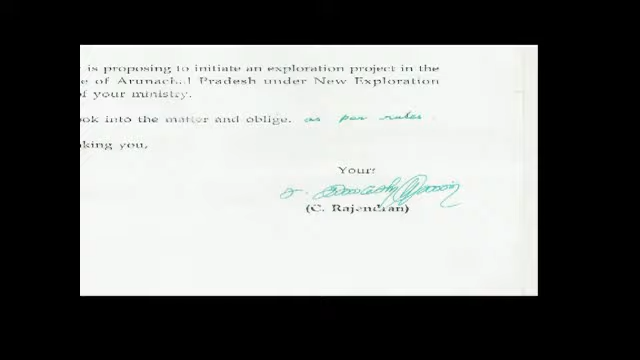 is proposing to initiate an exploration project in the
e of Arunach..l Pradesh under New Exploration
of your ministry.
ook into the matter and oblige. as per rules.
king you,
Your
(C. Rajendran)